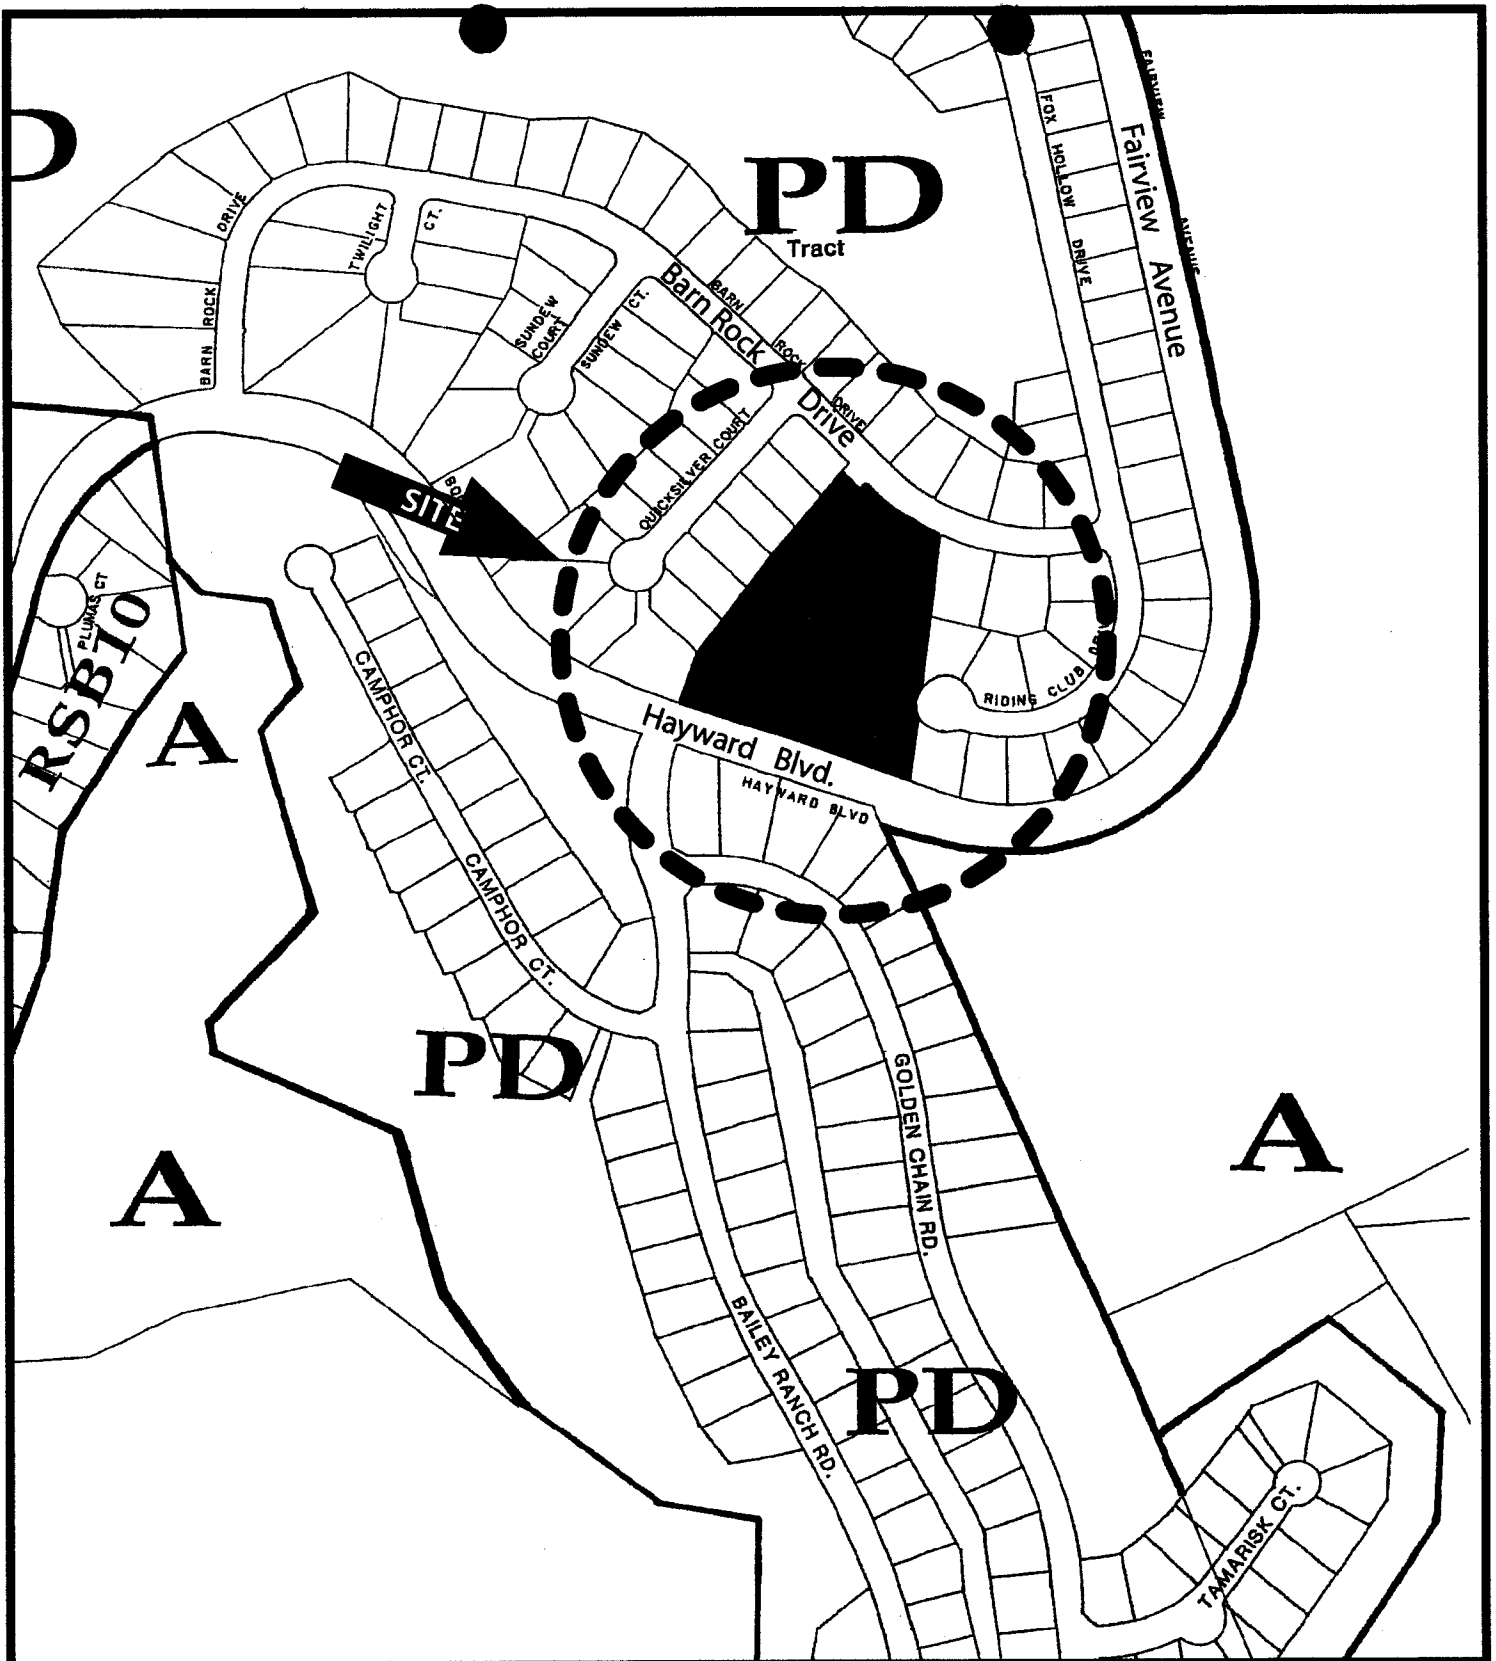 D
PD
Tract
FAIRVIEW
AVENUE
Fairview Avenue
FOX HOLLOW DRIVE
BARN ROCK DRIVE
TWILIGHT CT.
SUNDEW COURT
SUNDEW CT.
BARN ROCK DRIVE
Barn Rock Drive
QUICKSILVER COURT
SITE
PLUMAS CT
RSB10
A
CAMPHOR CT.
RIDING CLUB
Hayward Blvd.
HAYWARD BLVD
CAMPHOR CT.
PD
GOLDEN CHAIN RD.
A
A
BAILEY RANCH RD.
PD
TAMARISK CT.